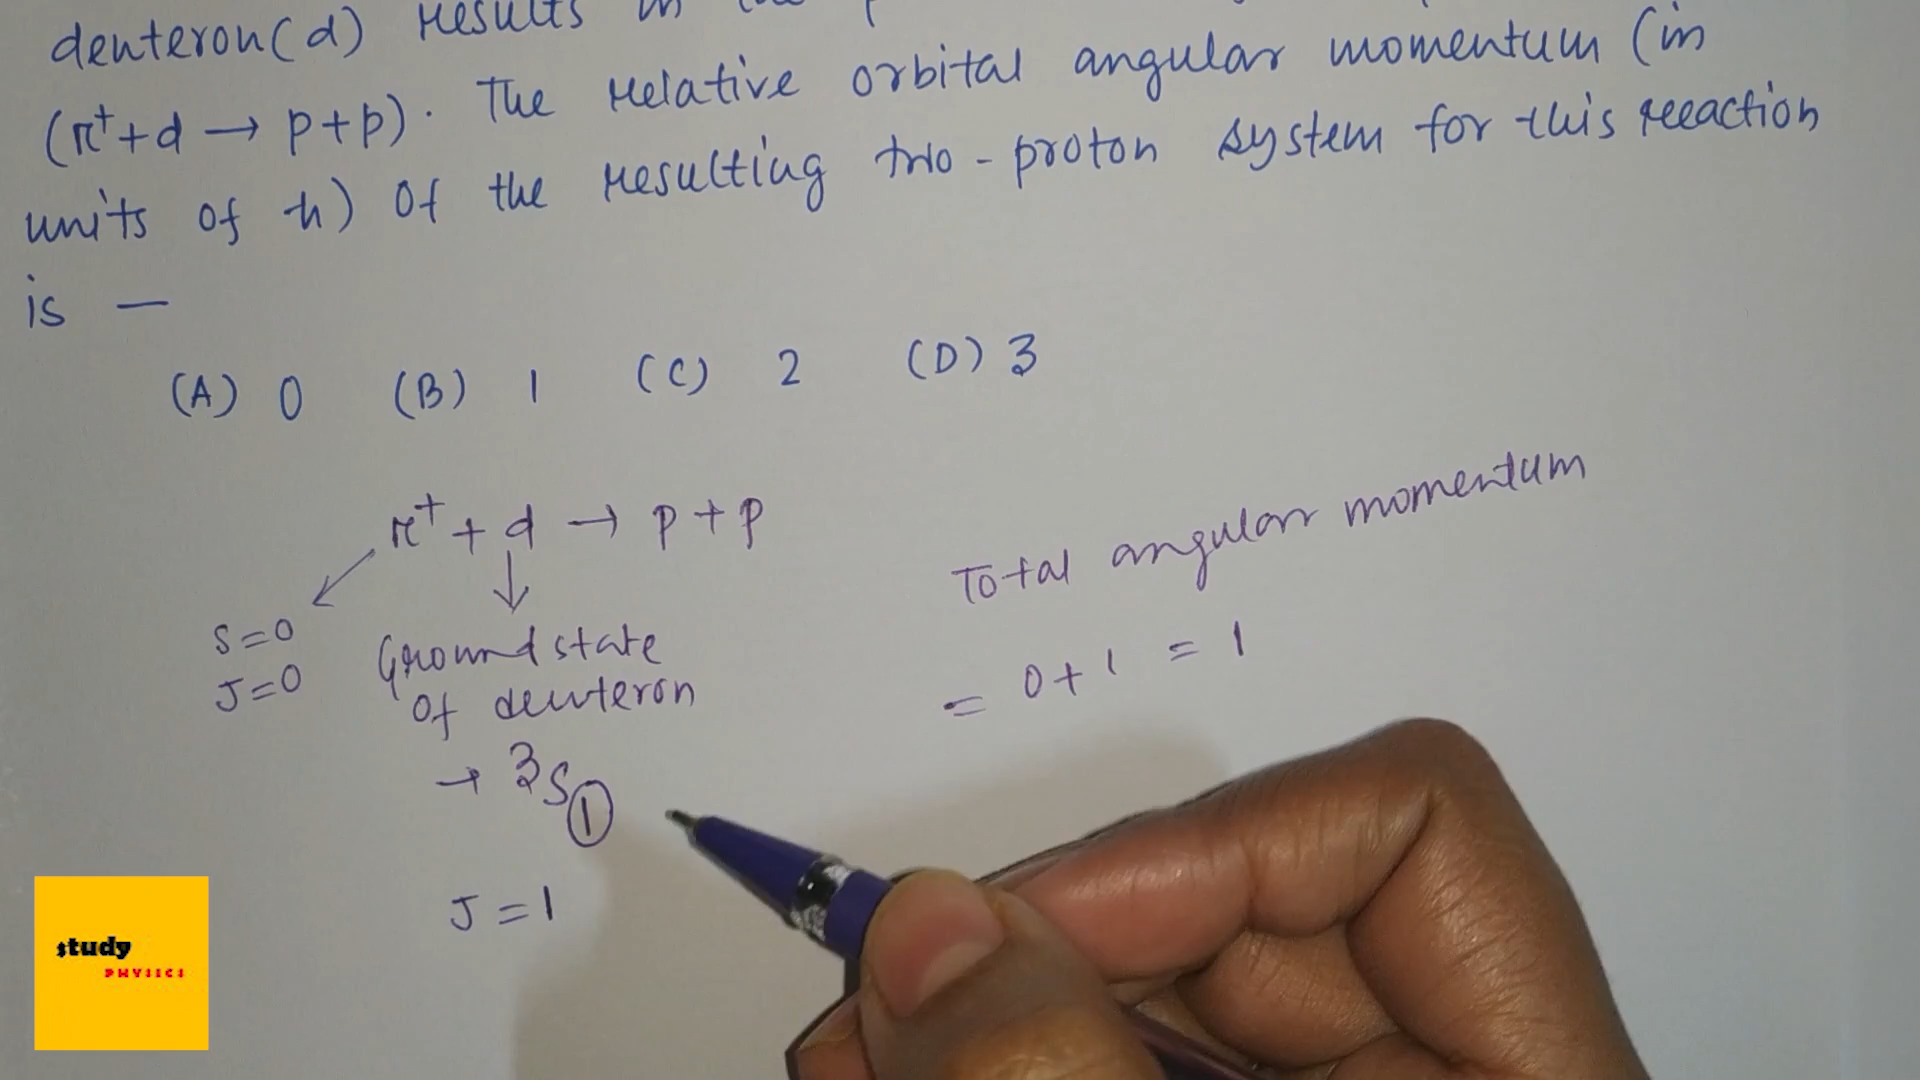 deuteron(d) results in
(π⁺+d → p+p). The relative orbital angular momentum (in
units of ħ) of the resulting two-proton system for this reaction
is —
(A) 0 (B) 1 (C) 2 (D) 3
π⁺ + d → p + p
S=0
J=0
Ground state
of deuteron
→ ³S₁
J=1
Total angular momentum
= 0+1 = 1
study
PHYSICS